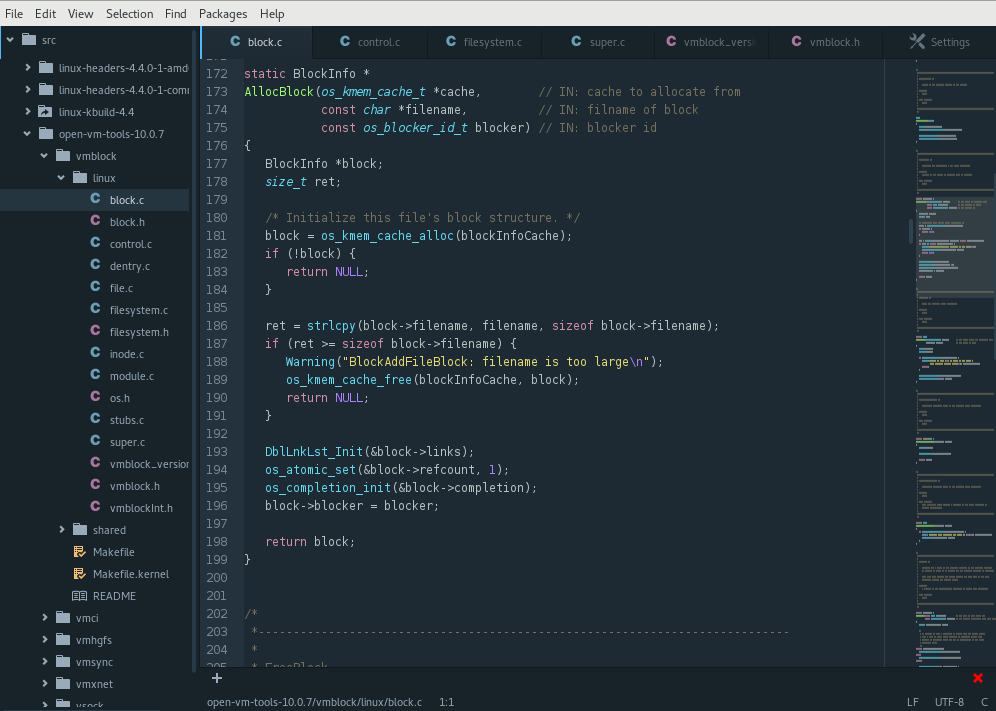 File Edit View Selection Find Packages Help
src
linux-headers-4.4.0-1-amd
linux-headers-4.4.0-1-com
linux-kbuild-4.4
open-vm-tools-10.0.7
vmblock
linux
block.c
block.h
control.c
dentry.c
file.c
filesystem.c
filesystem.h
inode.c
module.c
os.h
stubs.c
super.c
vmblock_version
vmblock.h
vmblockInt.h
shared
Makefile
Makefile.kernel
README
vmci
vmhgfs
vmsync
vmxnet
vsock
block.c control.c filesystem.c super.c vmblock_versi vmblock.h Settings
172 static BlockInfo *
173 AllocBlock(os_kmem_cache_t *cache,        // IN: cache to allocate from
174            const char *filename,          // IN: filname of block
175            const os_blocker_id_t blocker) // IN: blocker id
176 {
177    BlockInfo *block;
178    size_t ret;
179
180    /* Initialize this file's block structure. */
181    block = os_kmem_cache_alloc(blockInfoCache);
182    if (!block) {
183       return NULL;
184    }
185
186    ret = strlcpy(block->filename, filename, sizeof block->filename);
187    if (ret >= sizeof block->filename) {
188       Warning("BlockAddFileBlock: filename is too large\n");
189       os_kmem_cache_free(blockInfoCache, block);
190       return NULL;
191    }
192
193    DblLnkLst_Init(&block->links);
194    os_atomic_set(&block->refcount, 1);
195    os_completion_init(&block->completion);
196    block->blocker = blocker;
197
198    return block;
199 }
200
201
202 /*
203  *----------------------------------------------------------------------------
204  *
205  * FreeBlock
open-vm-tools-10.0.7/vmblock/linux/block.c 1:1 LF UTF-8 C